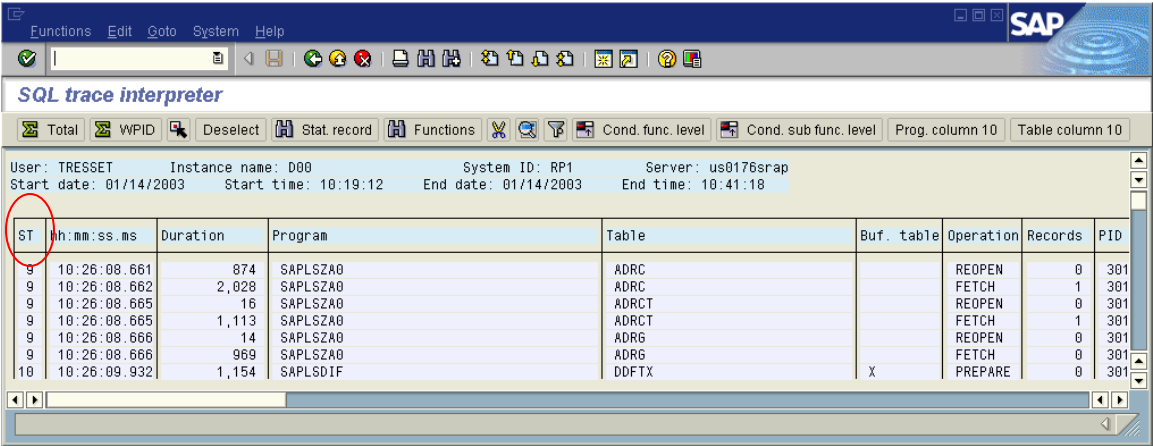 Functions Edit Goto System Help
SAP
SQL trace interpreter
Total WPID Deselect Stat. record Functions Cond. func. level Cond. sub func. level Prog. column 10 Table column 10
User: TRESSET Instance name: D00 System ID: RP1 Server: us0176srap
Start date: 01/14/2003 Start time: 10:19:12 End date: 01/14/2003 End time: 10:41:18
ST hh:mm:ss.ms Duration Program Table Buf. table Operation Records PID
9 10:26:08.661 874 SAPLSZA0 ADRC REOPEN 0 301
9 10:26:08.662 2,028 SAPLSZA0 ADRC FETCH 1 301
9 10:26:08.665 16 SAPLSZA0 ADRCT REOPEN 0 301
9 10:26:08.665 1,113 SAPLSZA0 ADRCT FETCH 1 301
9 10:26:08.666 14 SAPLSZA0 ADRG REOPEN 0 301
9 10:26:08.666 969 SAPLSZA0 ADRG FETCH 0 301
10 10:26:09.932 1,154 SAPLSDIF DDFTX X PREPARE 0 301